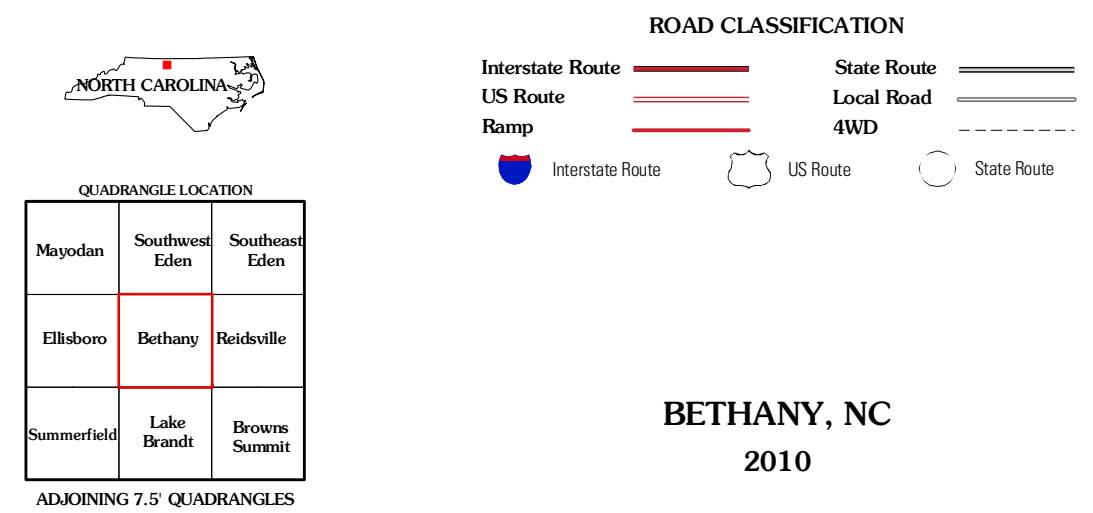 NORTH CAROLINA
QUADRANGLE LOCATION
Mayodan
Southwest
Eden
Southeast
Eden
Ellisboro
Bethany
Reidsville
Summerfield
Lake
Brandt
Browns
Summit
ADJOINING 7.5' QUADRANGLES
ROAD CLASSIFICATION
Interstate Route
State Route
US Route
Local Road
Ramp
4WD
Interstate Route
US Route
State Route
BETHANY, NC
2010